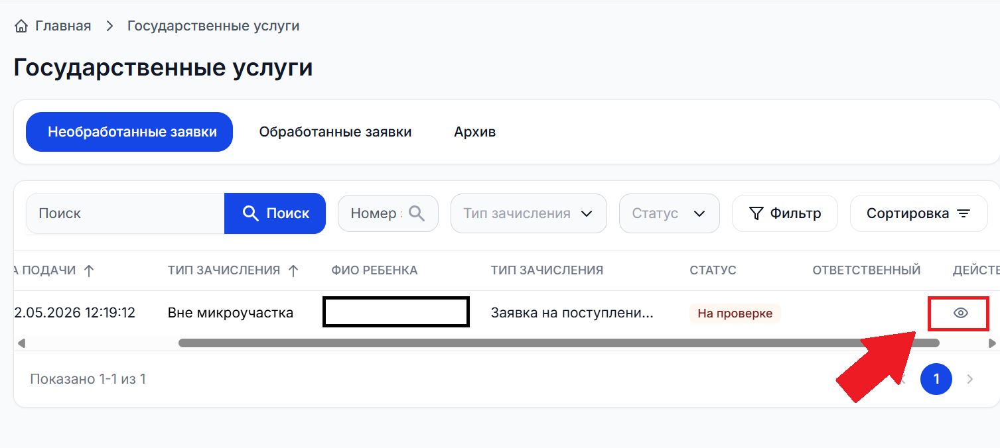 Главная > Государственные услуги
Государственные услуги
Необработанные заявки Обработанные заявки Архив
Поиск Поиск Номер Тип зачисления Статус Фильтр Сортировка
ПОДАЧИ ТИП ЗАЧИСЛЕНИЯ ФИО РЕБЕНКА ТИП ЗАЧИСЛЕНИЯ СТАТУС ОТВЕТСТВЕННЫЙ ДЕЙСТВ
2.05.2026 12:19:12 Вне микроучастка Заявка на поступлени... На проверке
Показано 1-1 из 1 1